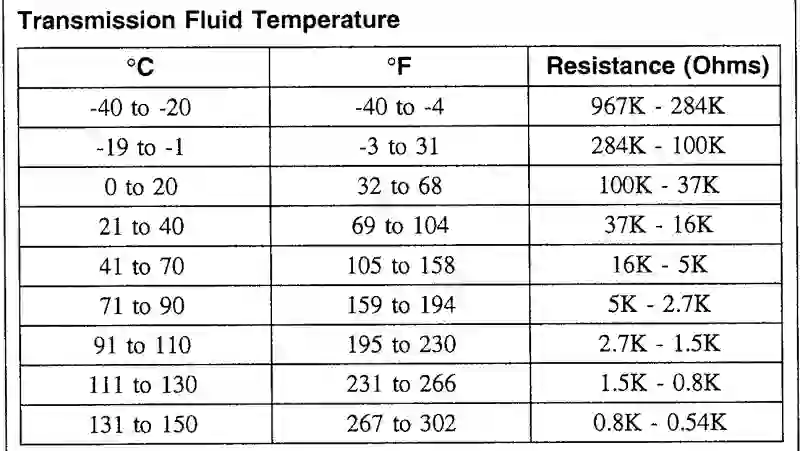 Transmission Fluid Temperature
°C °F Resistance (Ohms)
-40 to -20 -40 to -4 967K - 284K
-19 to -1 -3 to 31 284K - 100K
0 to 20 32 to 68 100K - 37K
21 to 40 69 to 104 37K - 16K
41 to 70 105 to 158 16K - 5K
71 to 90 159 to 194 5K - 2.7K
91 to 110 195 to 230 2.7K - 1.5K
111 to 130 231 to 266 1.5K - 0.8K
131 to 150 267 to 302 0.8K - 0.54K